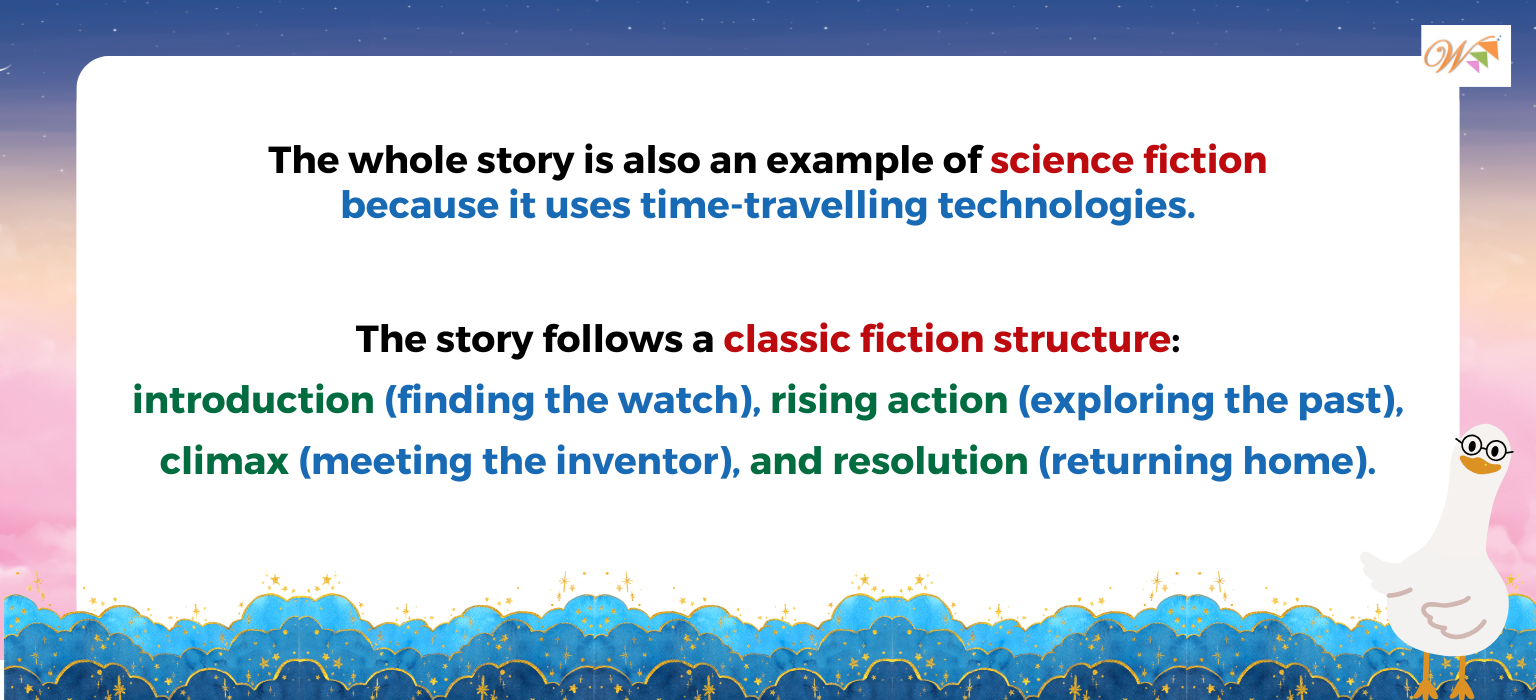 W
The whole story is also an example of science fiction
because it uses time-travelling technologies.
The story follows a classic fiction structure:
introduction (finding the watch), rising action (exploring the past),
climax (meeting the inventor), and resolution (returning home).